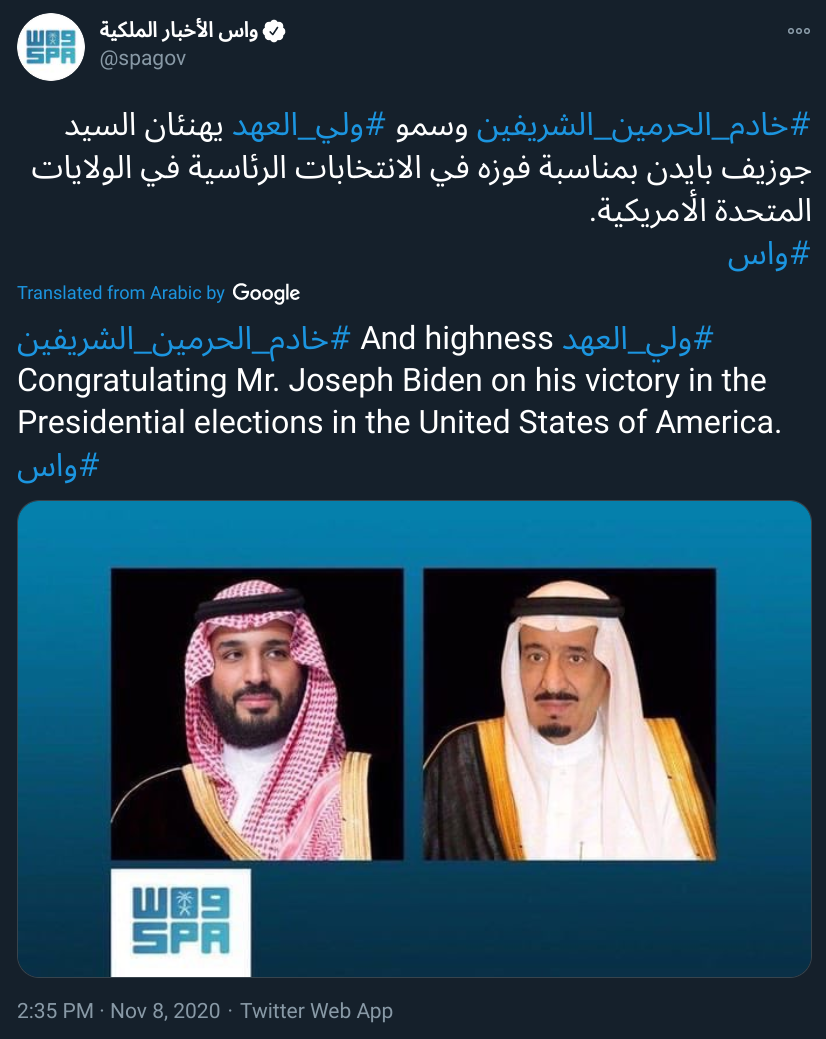 واس الأخبار الملكية
@spagov
#خادم_الحرمين_الشريفين وسمو #ولي_العهد يهنئان السيد
جوزيف بايدن بمناسبة فوزه في الانتخابات الرئاسية في الولايات
المتحدة الأمريكية.
#واس
Translated from Arabic by Google
#خادم_الحرمين_الشريفين And highness #ولي_العهد
Congratulating Mr. Joseph Biden on his victory in the
Presidential elections in the United States of America.
#واس
واس
SPA
2:35 PM · Nov 8, 2020 · Twitter Web App